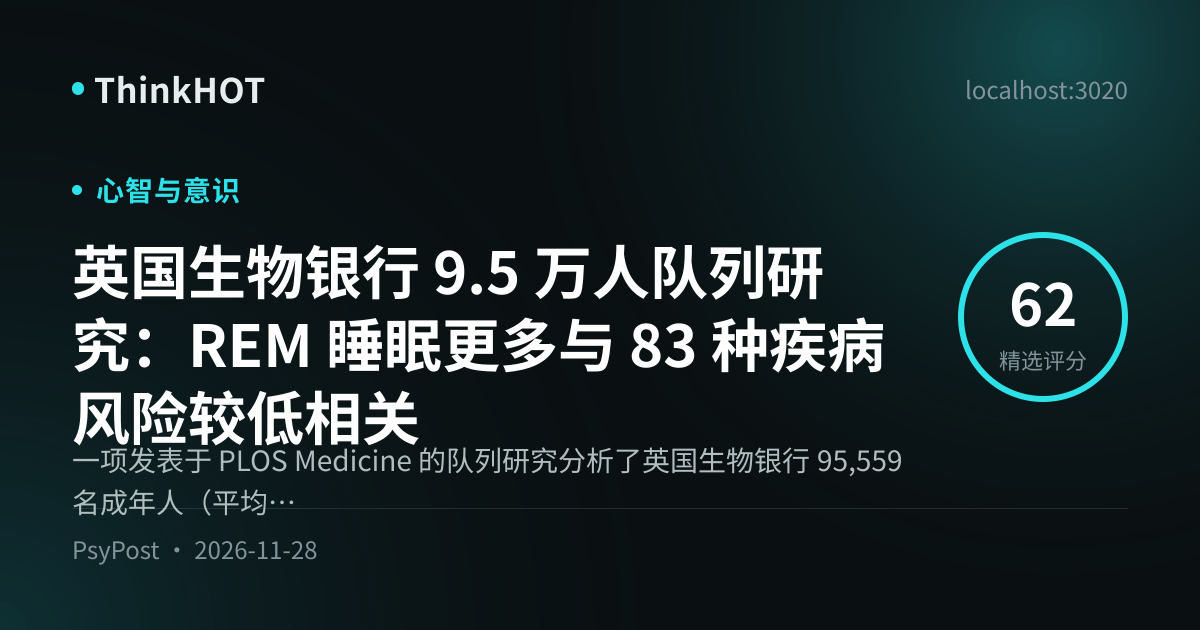 ThinkHOT
localhost:3020
心智与意识
英国生物银行 9.5 万人队列研
究：REM 睡眠更多与 83 种疾病
风险较低相关
62
精选评分
一项发表于 PLOS Medicine 的队列研究分析了英国生物银行 95,559
名成年人（平均…
PsyPost · 2026-11-28